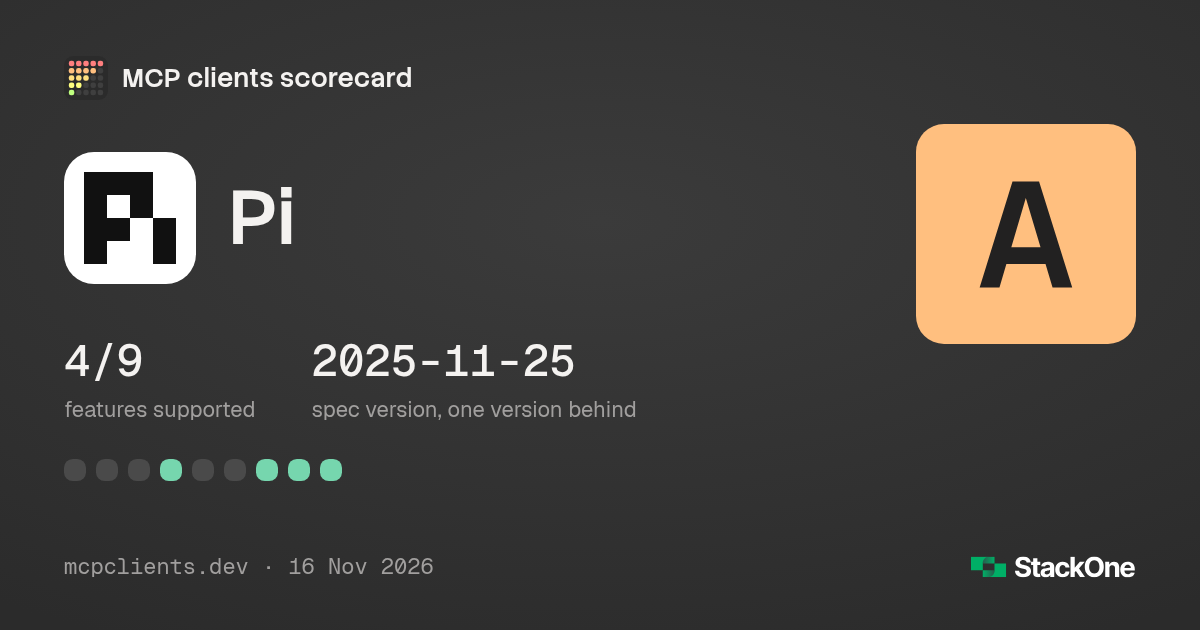 MCP clients scorecard
Pi
Pi
A
4/9
2025-11-25
features supported
spec version, one version behind
mcpclients.dev · 16 Nov 2026
StackOne